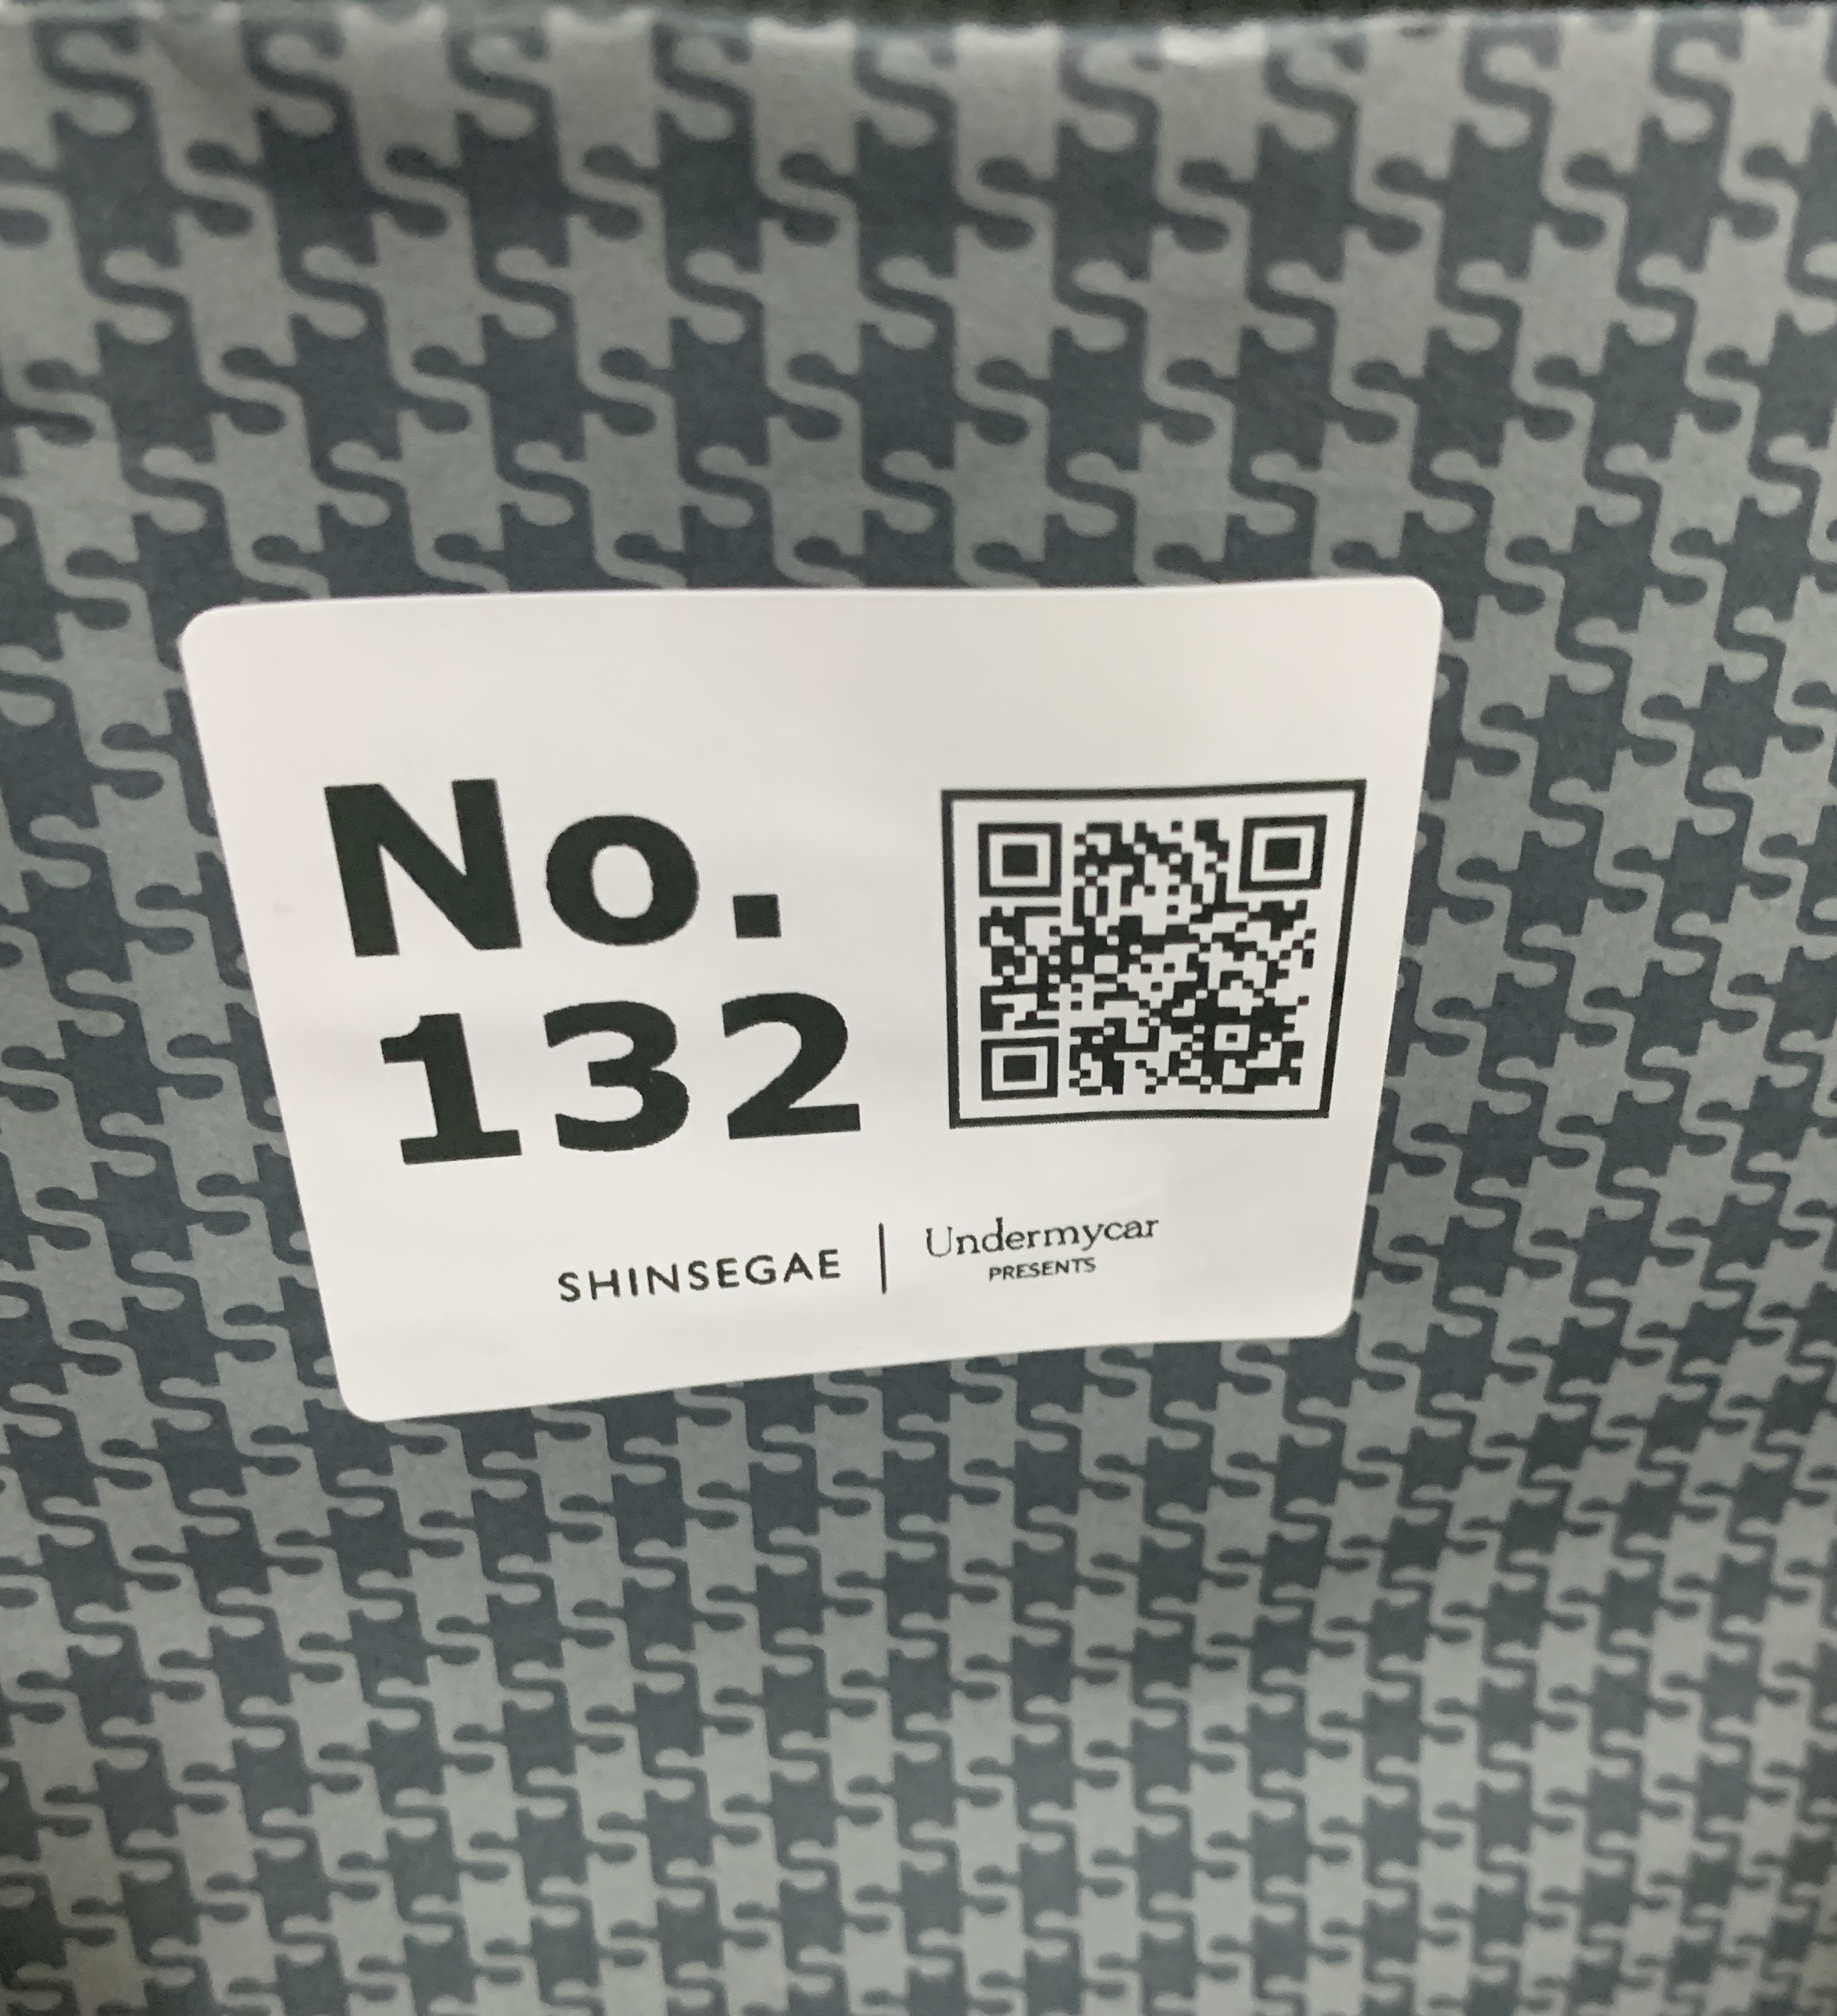 No.
132
SHINSEGAE | Undermycar
PRESENTS